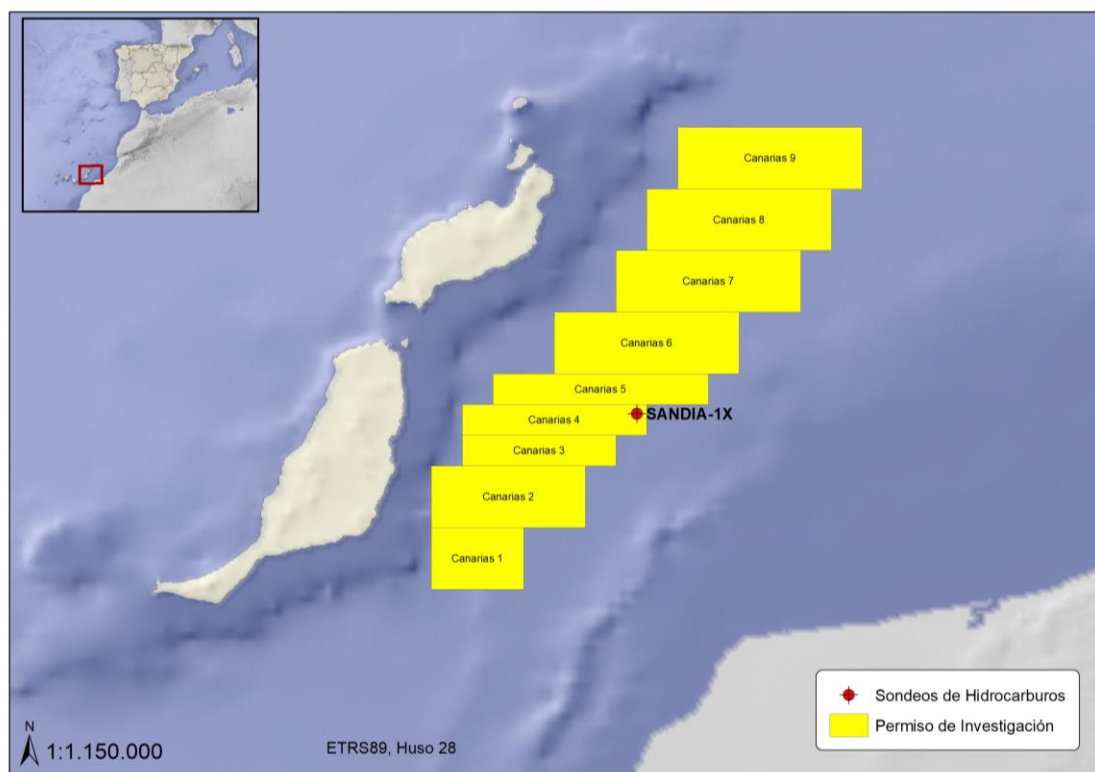 Canarias 9
Canarias 8
Canarias 7
Canarias 6
Canarias 5
Canarias 4
SANDIA-1X
Canarias 3
Canarias 2
Canarias 1
Sondeos de Hidrocarburos
Permiso de Investigación
N
1:1.150.000
ETRS89, Huso 28